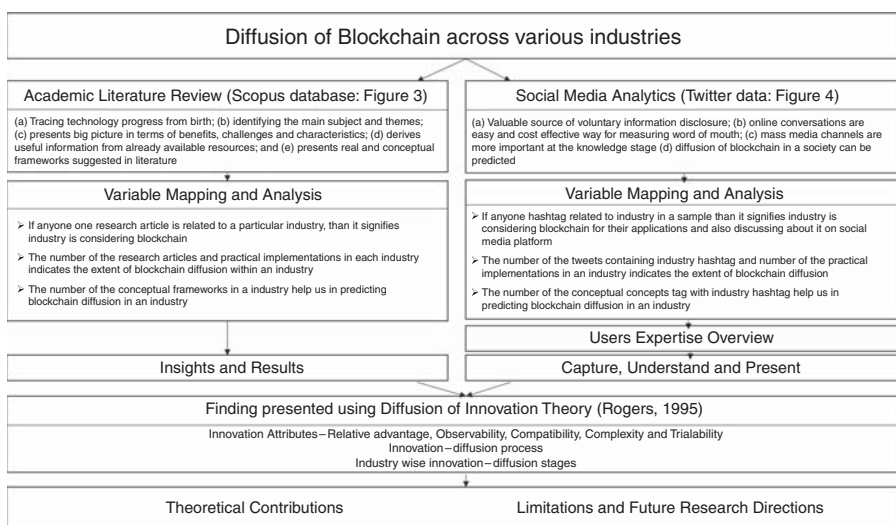 Diffusion of Blockchain across various industries
Academic Literature Review (Scopus database: Figure 3)
(a) Tracing technology progress from birth; (b) identifying the main subject and themes;
(c) presents big picture in terms of benefits, challenges and characteristics; (d) derives
useful information from already available resources; and (e) presents real and conceptual
frameworks suggested in literature
Variable Mapping and Analysis
➢ If anyone one research article is related to a particular industry, than it signifies
industry is considering blockchain
➢ The number of the research articles and practical implementations in each industry
indicates the extent of blockchain diffusion within an industry
➢ The number of the conceptual frameworks in a industry help us in predicting
blockchain diffusion in an industry
Insights and Results
Social Media Analytics (Twitter data: Figure 4)
(a) Valuable source of voluntary information disclosure; (b) online conversations are
easy and cost effective way for measuring word of mouth; (c) mass media channels are
more important at the knowledge stage (d) diffusion of blockchain in a society can be
predicted
Variable Mapping and Analysis
➢ If anyone hashtag related to industry in a sample than it signifies industry is
considering blockchain for their applications and also discussing about it on social
media platform
➢ The number of the tweets containing industry hashtag and number of the practical
implementations in an industry indicates the extent of blockchain diffusion
➢ The number of the conceptual concepts tag with industry hashtag help us in
predicting blockchain diffusion in an industry
Users Expertise Overview
Capture, Understand and Present
Finding presented using Diffusion of Innovation Theory (Rogers, 1995)
Innovation Attributes–Relative advantage, Observability, Compatibility, Complexity and Trialability
Innovation–diffusion process
Industry wise innovation–diffusion stages
Theoretical Contributions
Limitations and Future Research Directions